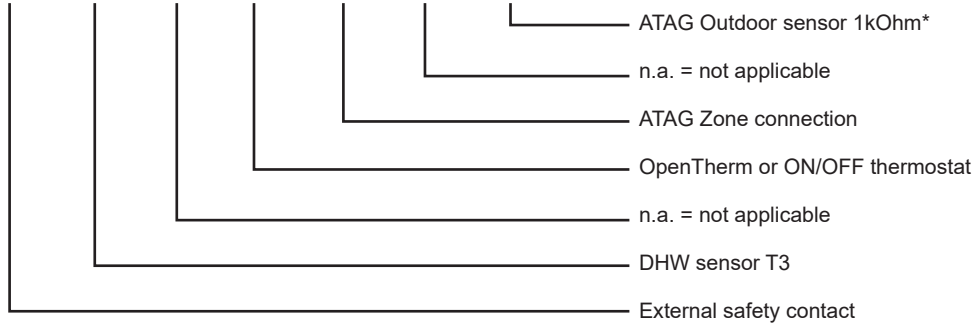 ATAG Outdoor sensor 1kOhm*
n.a. = not applicable
ATAG Zone connection
OpenTherm or ON/OFF thermostat
n.a. = not applicable
DHW sensor T3
External safety contact